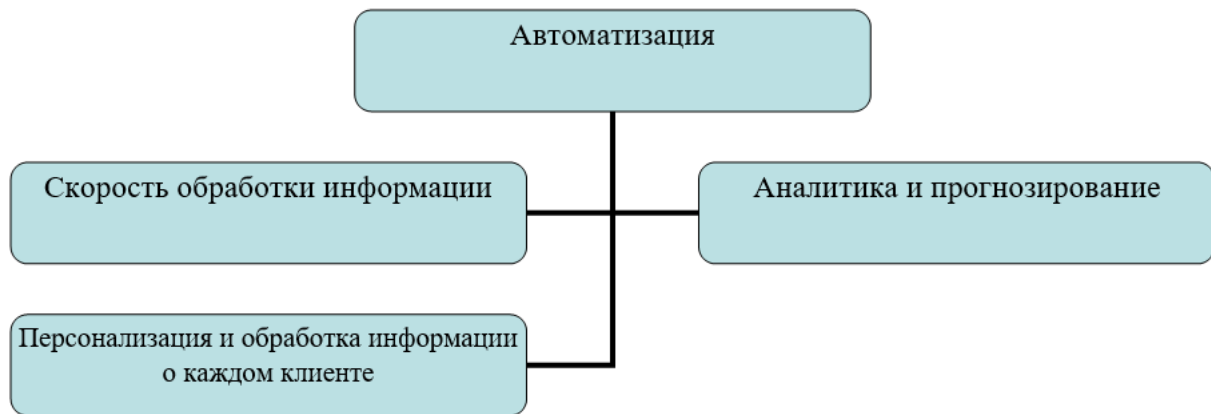 Автоматизация
Скорость обработки информации
Аналитика и прогнозирование
Персонализация и обработка информации
о каждом клиенте